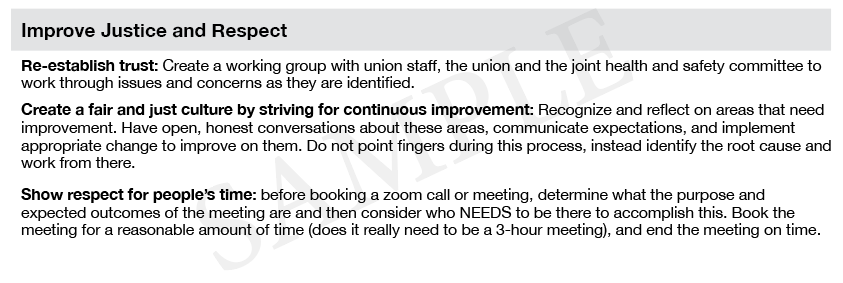 Improve Justice and Respect
Re-establish trust: Create a working group with union staff, the union and the joint health and safety committee to
work through issues and concerns as they are identified.
Create a fair and just culture by striving for continuous improvement: Recognize and reflect on areas that need
improvement. Have open, honest conversations about these areas, communicate expectations, and implement
appropriate change to improve on them. Do not point fingers during this process, instead identify the root cause and
work from there.
Show respect for people’s time: before booking a zoom call or meeting, determine what the purpose and
expected outcomes of the meeting are and then consider who NEEDS to be there to accomplish this. Book the
meeting for a reasonable amount of time (does it really need to be a 3-hour meeting), and end the meeting on time.
SAMPLE